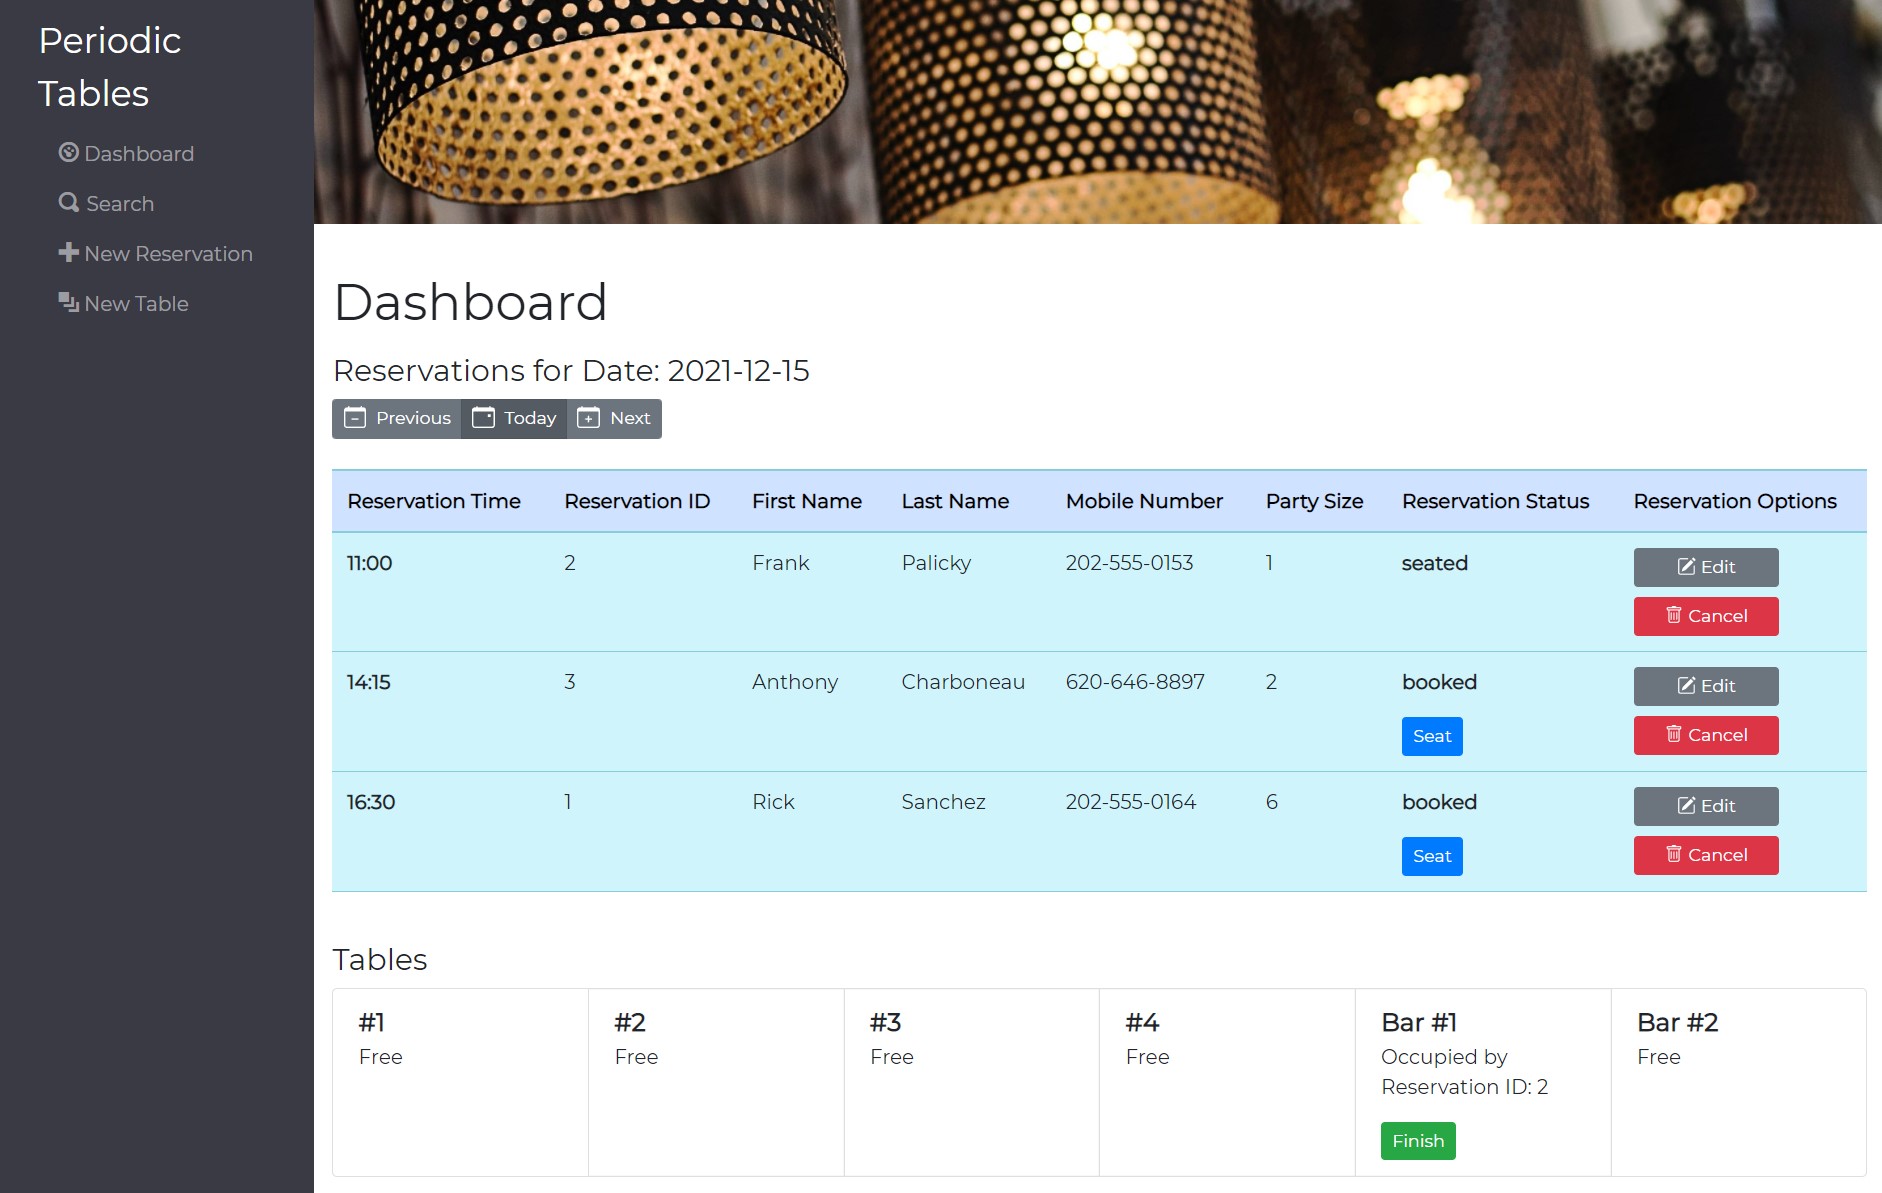 Periodic
Tables
Dashboard
Search
New Reservation
New Table
Dashboard
Reservations for Date: 2021-12-15
Previous Today Next
Reservation Time Reservation ID First Name Last Name Mobile Number Party Size Reservation Status Reservation Options
11:00 2 Frank Palicky 202-555-0153 1 seated Edit
Cancel
14:15 3 Anthony Charboneau 620-646-8897 2 booked Edit
Seat Cancel
16:30 1 Rick Sanchez 202-555-0164 6 booked Edit
Seat Cancel
Tables
#1 #2 #3 #4 Bar #1 Bar #2
Free Free Free Free Occupied by Free
Reservation ID: 2
Finish